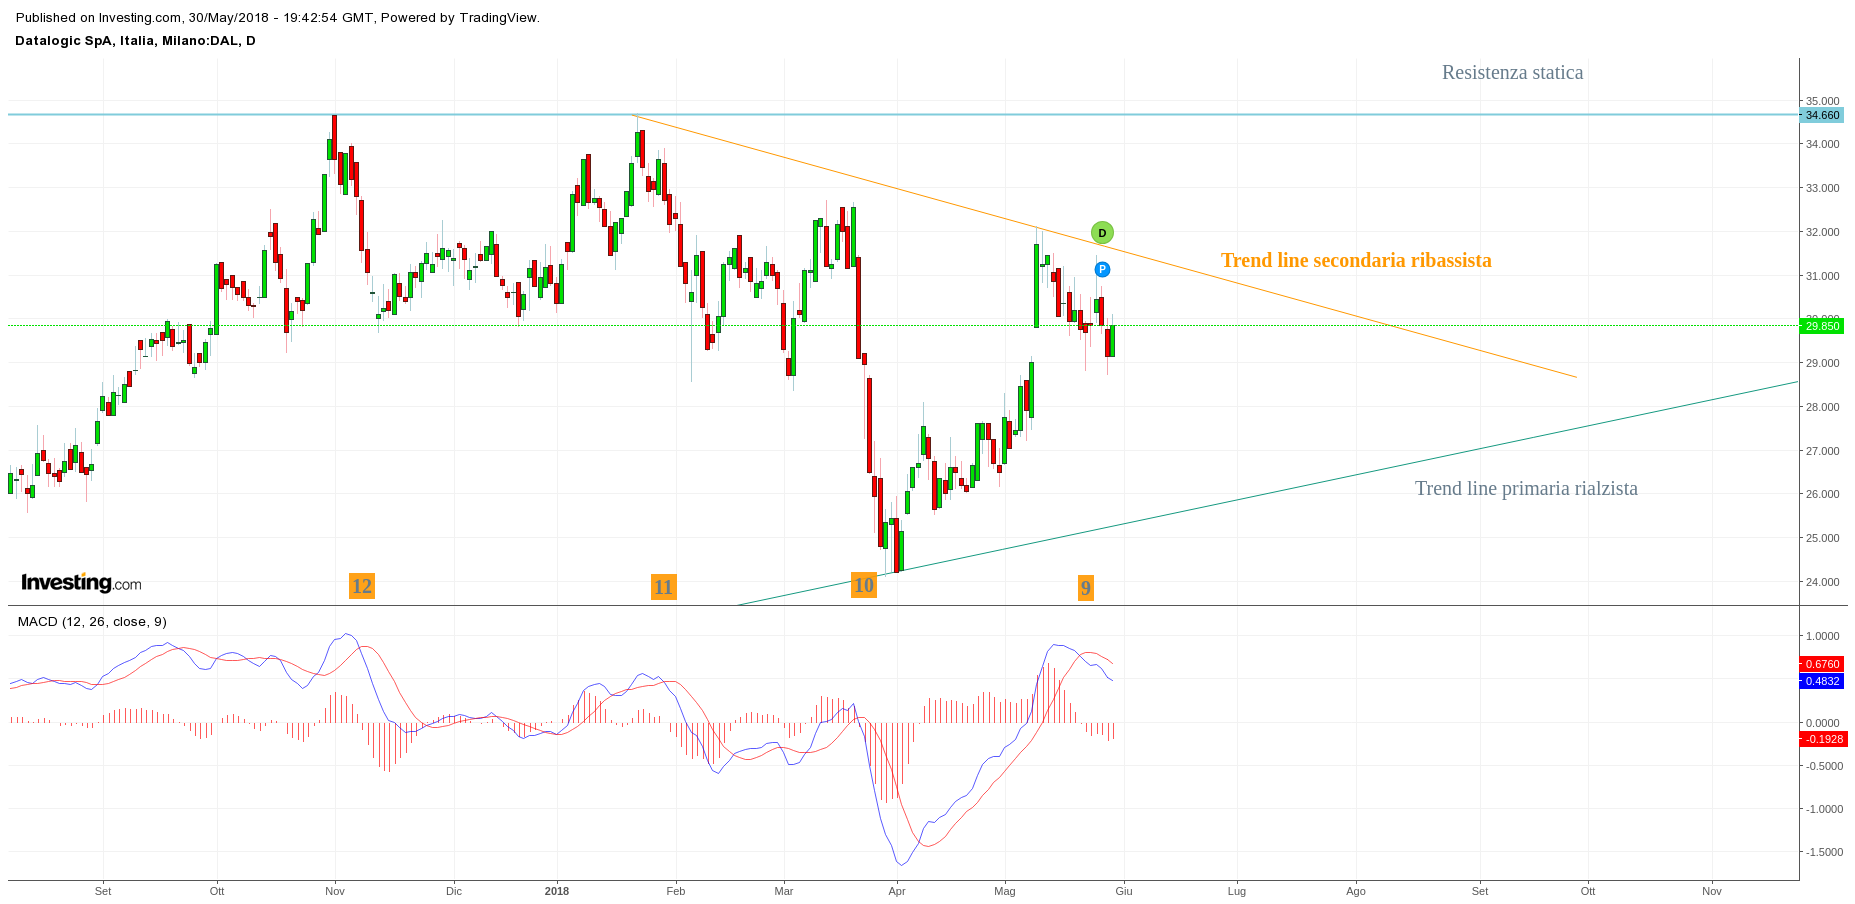 Published on Investing.com, 30/May/2018 - 19:42:54 GMT, Powered by TradingView.
Datalogic SpA, Italia, Milano:DAL, D
Resistenza statica
35.000
34.660
34.000
33.000
32.000
D
Trend line secondaria ribassista
P
31.000
29.850
29.000
28.000
27.000
Trend line primaria rialzista
26.000
25.000
24.000
Investing.com
12
11
10
9
MACD (12, 26, close, 9)
1.0000
0.6760
0.4832
0.0000
-0.1928
-0.5000
-1.0000
-1.5000
Set Ott Nov Dic 2018 Feb Mar Apr Mag Giu Lug Ago Set Ott Nov